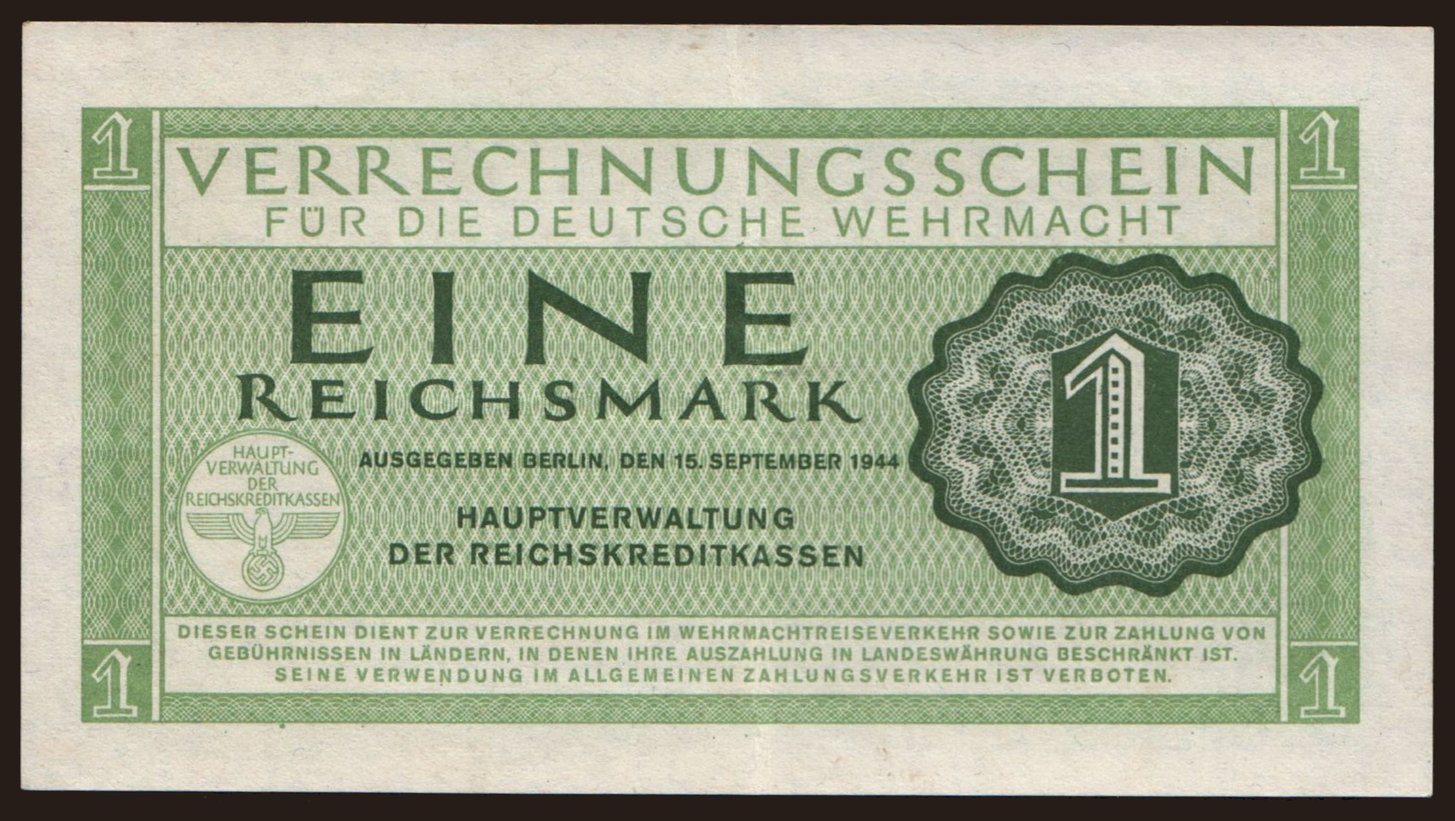 1 1
VERRECHNUNGSSCHEIN
FÜR DIE DEUTSCHE WEHRMACHT
EINE
REICHSMARK
1
AUSGEGEBEN BERLIN, DEN 15. SEPTEMBER 1944
HAUPTVERWALTUNG
DER REICHSKREDITKASSEN
HAUPT-
VERWALTUNG
DER
REICHSKREDITKASSEN
DIESER SCHEIN DIENT ZUR VERRECHNUNG IM WEHRMACHTREISEVERKEHR SOWIE ZUR ZAHLUNG VON
GEBÜHRNISSEN IN LÄNDERN, IN DENEN IHRE AUSZAHLUNG IN LANDESWÄHRUNG BESCHRÄNKT IST.
SEINE VERWENDUNG IM ALLGEMEINEN ZAHLUNGSVERKEHR IST VERBOTEN.
1 1